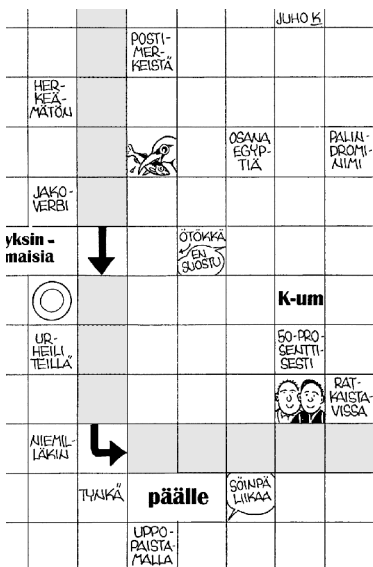 JUHO K
POSTI-
MER-
KEISTÄ
HER-
KEÄ-
MÄTÖN
OSANA
EGYP-
TIÄ
PALIN-
DROMI-
NIMI
JAKO-
VERBI
yksin-
maisia
ÖTÖKKÄ
EN
SUOSTU
K-um
UR-
HEILI
TEILLÄ
50-PRO-
SENTTI-
SESTI
RAT-
KAISTA-
VISSA
NIEMIL-
LÄKIN
TYNKÄ
päälle
SÖINPÄ
LIIKAA
UPPO-
PAISTA-
MALLA